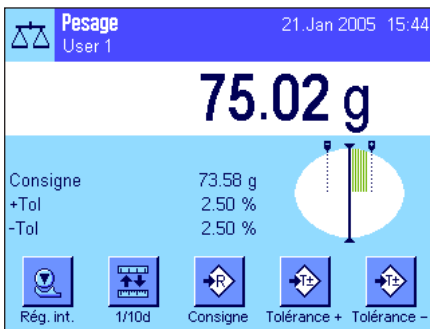 Pesage 21.Jan 2005 15:44
User 1
75.02 g
Consigne 73.58 g
+Tol 2.50 %
-Tol 2.50 %
R T± T±
Rég. int. 1/10d Consigne Tolérance + Tolérance −